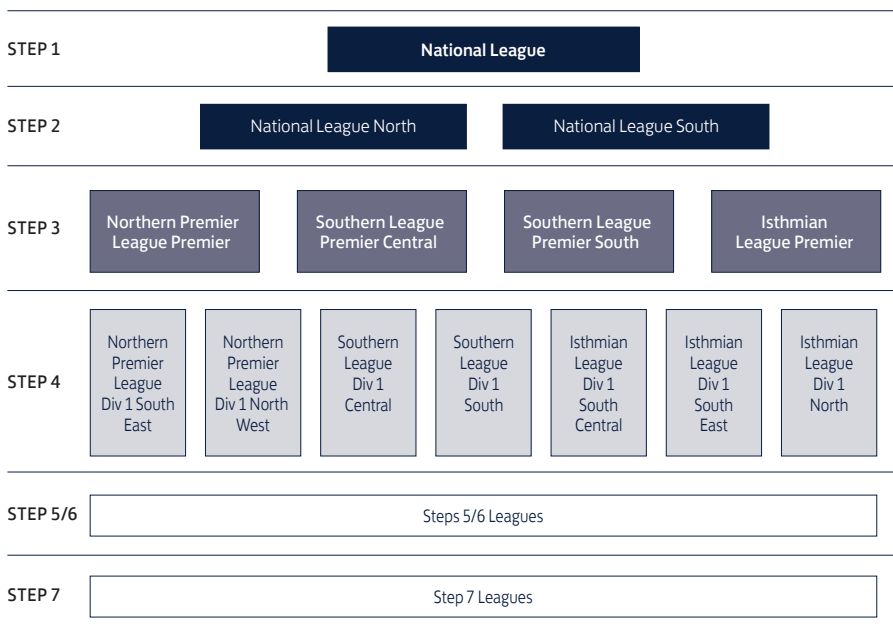 STEP 1
National League
STEP 2
National League North
National League South
STEP 3
Northern Premier
League Premier
Southern League
Premier Central
Southern League
Premier South
Isthmian
League Premier
STEP 4
Northern
Premier
League
Div 1 South
East
Northern
Premier
League
Div 1 North
West
Southern
League
Div 1
Central
Southern
League
Div 1
South
Isthmian
League
Div 1
South
Central
Isthmian
League
Div 1
South
East
Isthmian
League
Div 1
North
STEP 5/6
Steps 5/6 Leagues
STEP 7
Step 7 Leagues